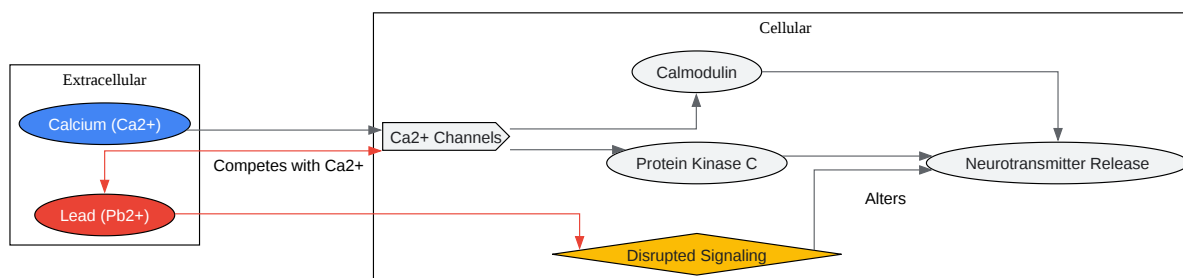 Cellular
Extracellular
Calmodulin
Calcium (Ca2+)
Ca2+ Channels
Competes with Ca2+
Protein Kinase C
Neurotransmitter Release
Lead (Pb2+)
Alters
Disrupted Signaling